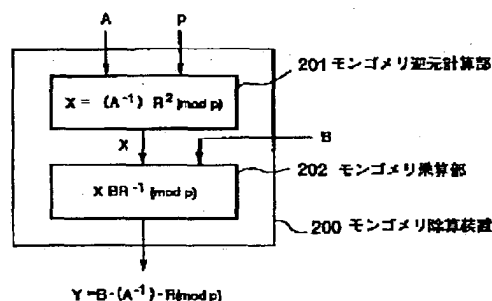 A P
X = (A⁻¹) R² (mod p)
201 モンゴメリ逆元計算部
X
B
X BR⁻¹ (mod p)
202 モンゴメリ乗算部
200 モンゴメリ除算装置
Y = B・(A⁻¹)・R(mod p)